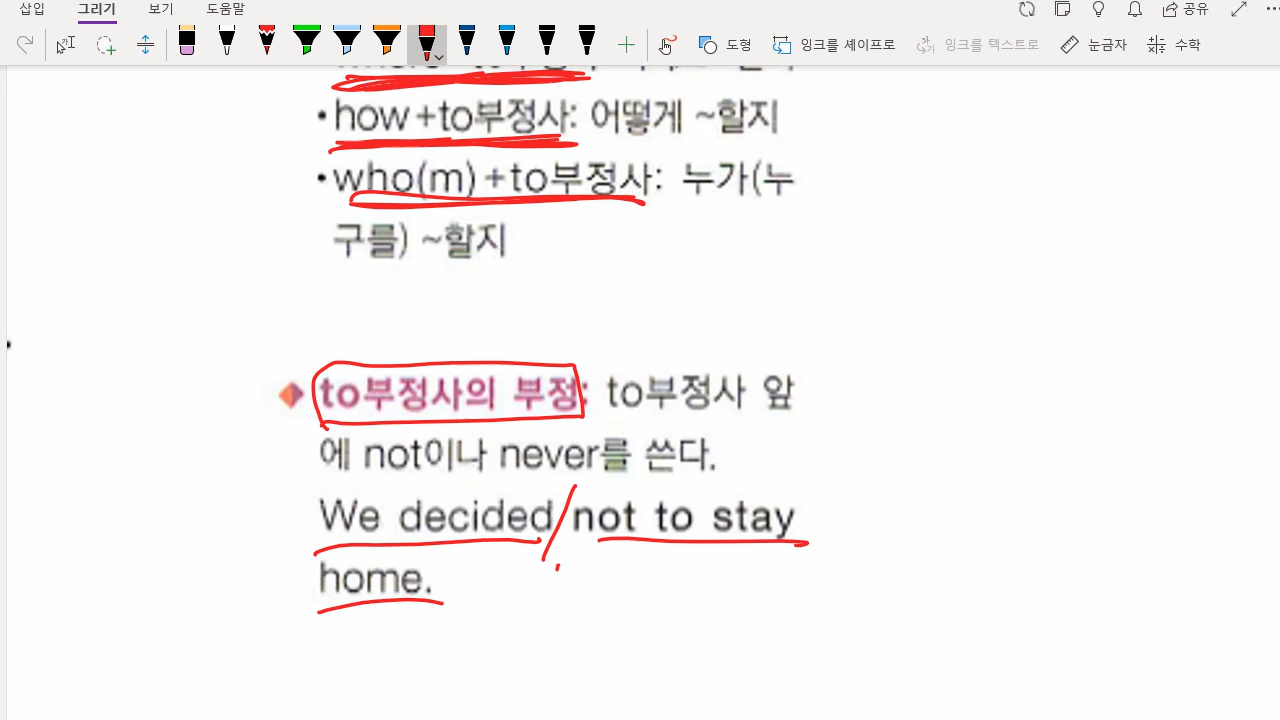 삽입 그리기 보기 도움말 공유
도형 잉크를 셰이프로 잉크를 텍스트로 눈금자 수학
•how+to부정사: 어떻게 ~할지
•who(m)+to부정사: 누가(누
구를) ~할지
to부정사의 부정: to부정사 앞
에 not이나 never를 쓴다.
We decided not to stay
home.